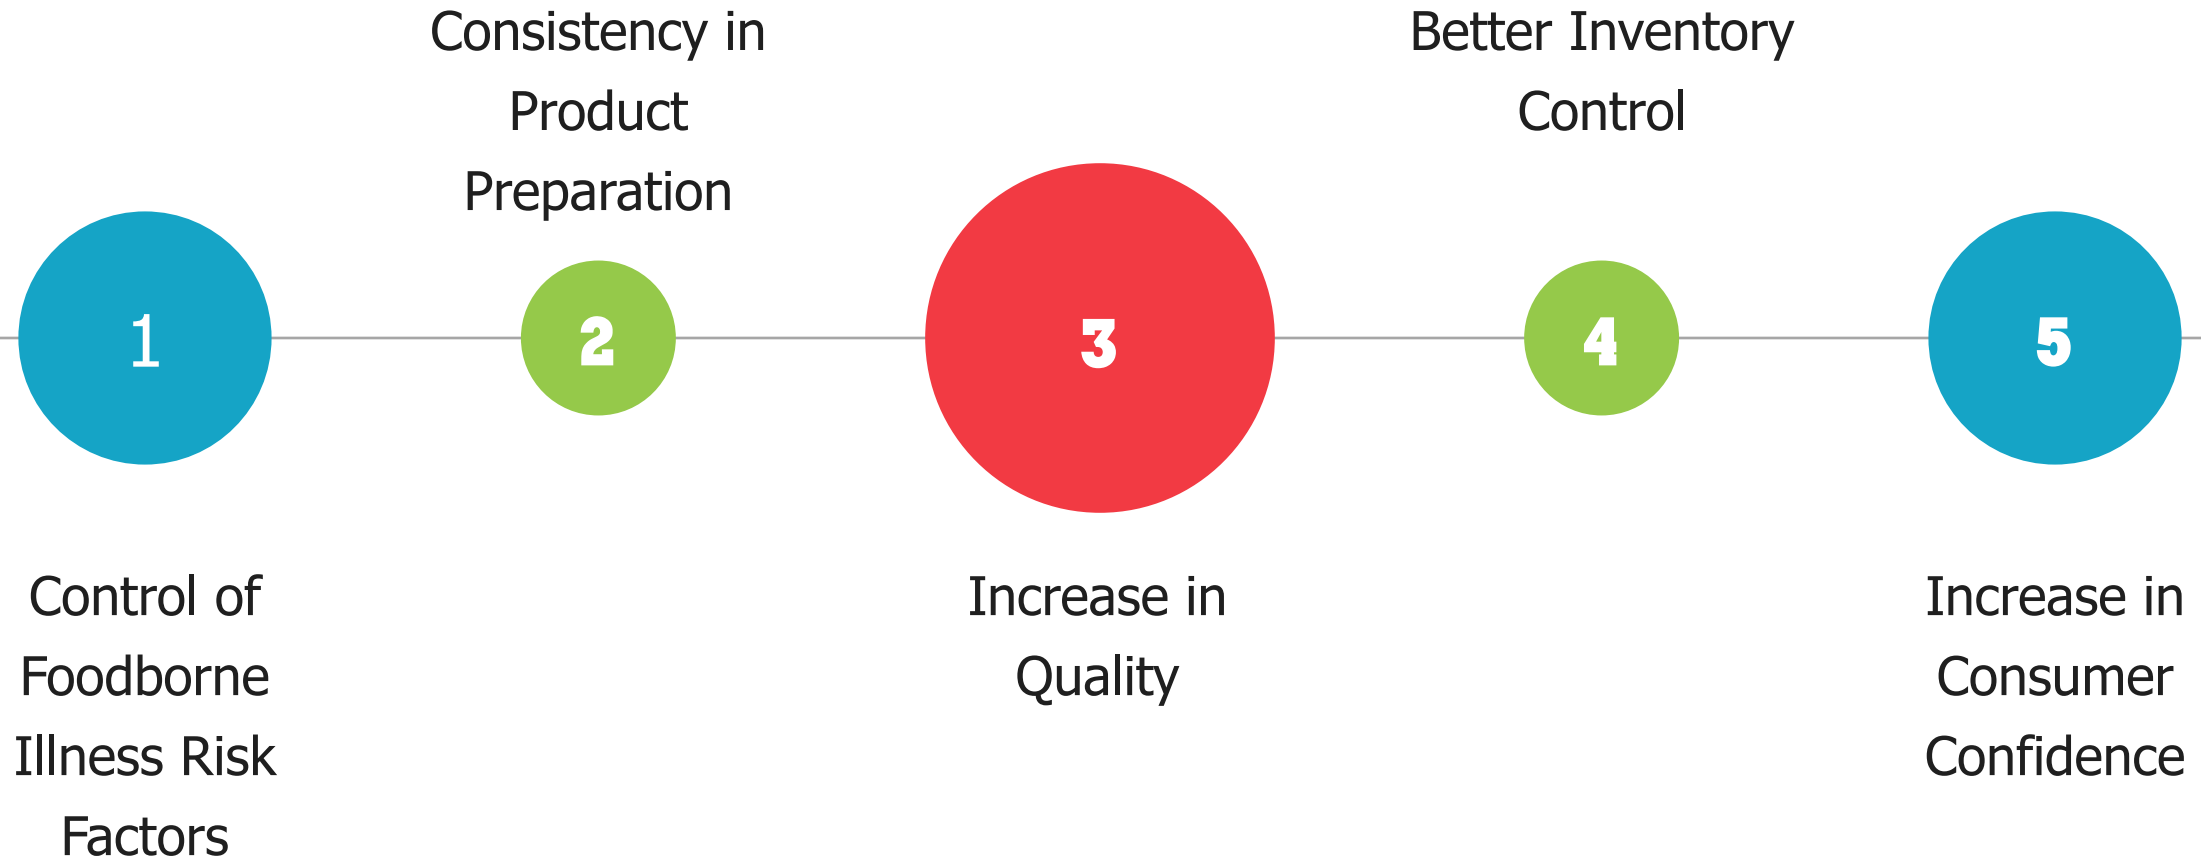 1
Control of
Foodborne
Illness Risk
Factors
Consistency in
Product
Preparation
2
3
Increase in
Quality
Better Inventory
Control
4
5
Increase in
Consumer
Confidence